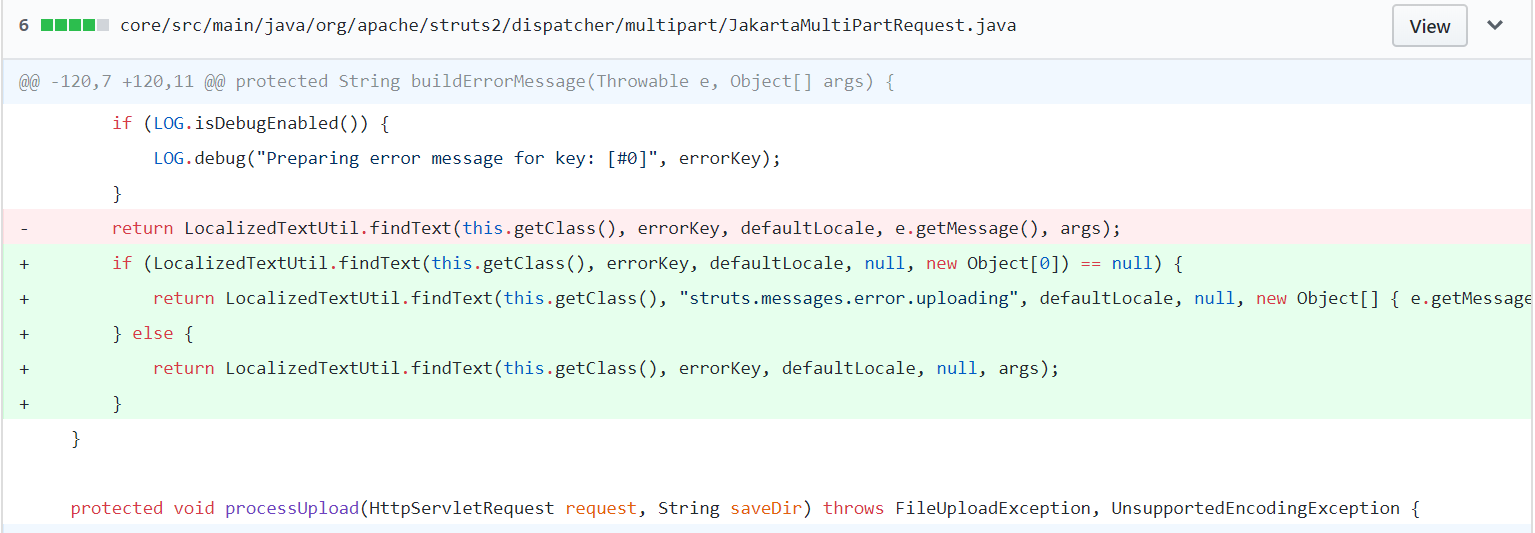 6 core/src/main/java/org/apache/struts2/dispatcher/multipart/JakartaMultiPartRequest.java View
@@ -120,7 +120,11 @@ protected String buildErrorMessage(Throwable e, Object[] args) {
if (LOG.isDebugEnabled()) {
LOG.debug("Preparing error message for key: [#0]", errorKey);
}
- return LocalizedTextUtil.findText(this.getClass(), errorKey, defaultLocale, e.getMessage(), args);
+ if (LocalizedTextUtil.findText(this.getClass(), errorKey, defaultLocale, null, new Object[0]) == null) {
+ return LocalizedTextUtil.findText(this.getClass(), "struts.messages.error.uploading", defaultLocale, null, new Object[] { e.getMessage
+ } else {
+ return LocalizedTextUtil.findText(this.getClass(), errorKey, defaultLocale, null, args);
+ }
}
protected void processUpload(HttpServletRequest request, String saveDir) throws FileUploadException, UnsupportedEncodingException {